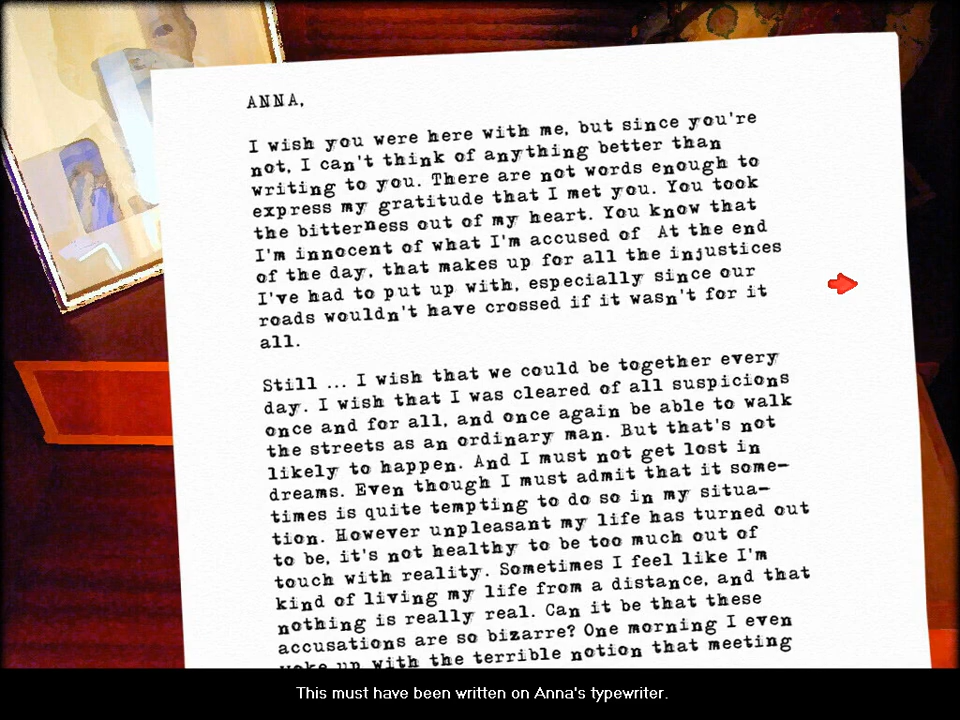 ANNA,
I wish you were here with me, but since you're
not, I can't think of anything better than
writing to you. There are not words enough to
express my gratitude that I met you. You took
the bitterness out of my heart. You know that
I'm innocent of what I'm accused of  At the end
of the day, that makes up for all the injustices
I've had to put up with, especially since our
roads wouldn't have crossed if it wasn't for it
all.
Still ... I wish that we could be together every
day. I wish that I was cleared of all suspicions
once and for all, and once again be able to walk
the streets as an ordinary man. But that's not
likely to happen. And I must not get lost in
dreams. Even though I must admit that it some-
times is quite tempting to do so in my situa-
tion. However unpleasant my life has turned out
to be, it's not healthy to be too much out of
touch with reality. Sometimes I feel like I'm
kind of living my life from a distance, and that
nothing is really real. Can it be that these
accusations are so bizarre? One morning I even
woke up with the terrible notion that meeting
This must have been written on Anna's typewriter.